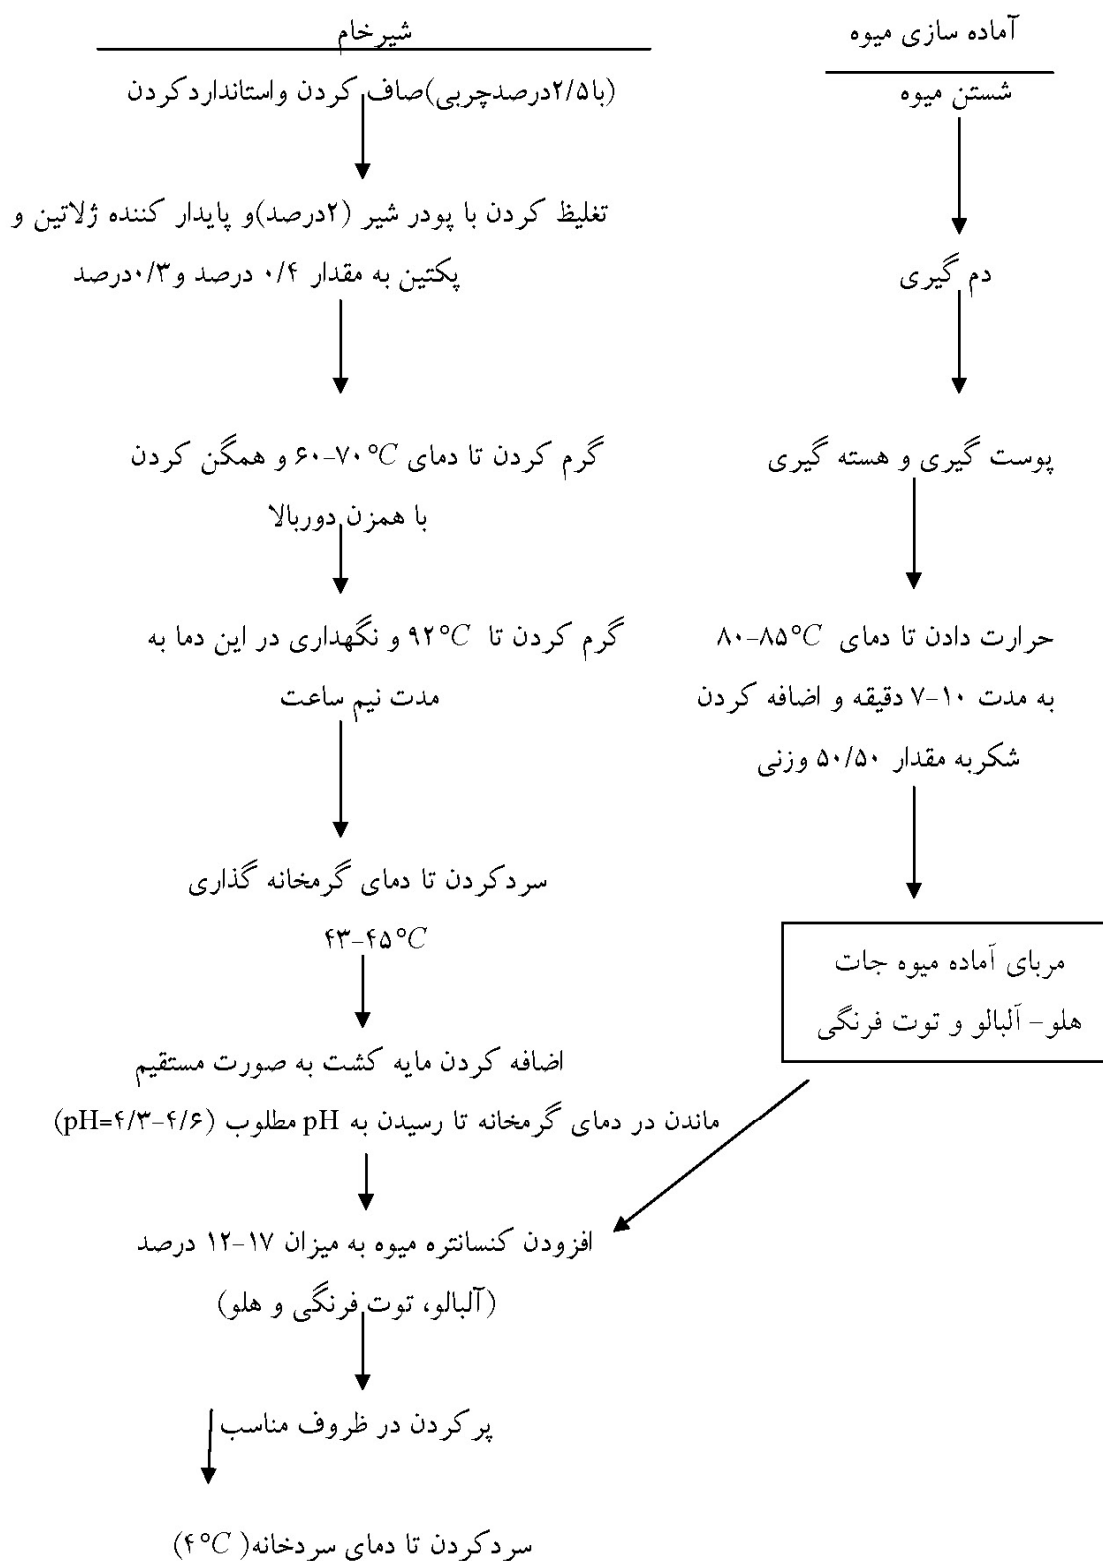 آماده سازی میوه
شستن میوه
دم گیری
پوست گیری و هسته گیری
حرارت دادن تا دمای ۸۰-۸۵°C
به مدت ۱۰-۷ دقیقه و اضافه کردن
شکربه مقدار ۵۰/۵۰ وزنی
مربای آماده میوه جات
هلو- آلبالو و توت فرنگی
شیرخام
(با۲/۵درصدچربی)صاف کردن واستانداردکردن
تغلیظ کردن با پودر شیر (۲درصد)و پایدار کننده ژلاتین و
پکتین به مقدار ۰/۴ درصد و۰/۳درصد
گرم کردن تا دمای ۶۰-۷۰°C و همگن کردن
با همزن دوربالا
گرم کردن تا ۹۲°C و نگهداری در این دما به
مدت نیم ساعت
سردکردن تا دمای گرمخانه گذاری
۴۳-۴۵°C
اضافه کردن مایه کشت به صورت مستقیم
ماندن در دمای گرمخانه تا رسیدن به pH مطلوب (pH=۴/۳-۴/۶)
افزودن کنسانتره میوه به میزان ۱۷-۱۲ درصد
(آلبالو، توت فرنگی و هلو)
پرکردن در ظروف مناسب
سردکردن تا دمای سردخانه( ۴°C)